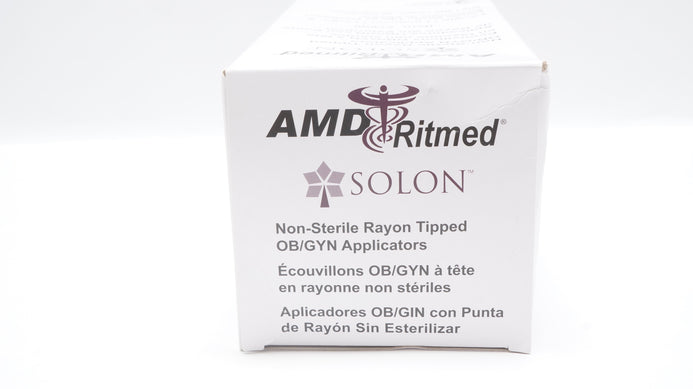 AMD Ritmed®
SOLON™
Non-Sterile Rayon Tipped
OB/GYN Applicators
Écouvillons OB/GYN à tête
en rayonne non stériles
Aplicadores OB/GIN con Punta
de Rayón Sin Esterilizar